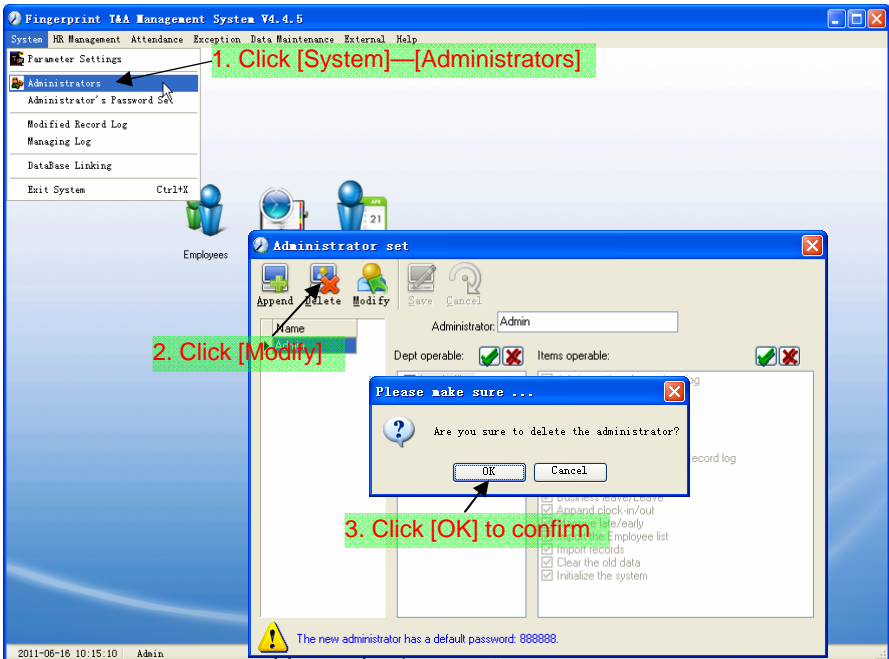 Fingerprint T&A Management System V4.4.5
System HR Management Attendance Exception Data Maintenance External Help
1. Click [System]—[Administrators]
Parameter Settings
Administrators
Administrator's Password Set
Modified Record Log
Managing Log
DataBase Linking
Exit System Ctrl+X
21
Employees
Administrator set
Append Delete Modify Save Cancel
Name
Administrator: Admin
2. Click [Modify]
Dept operable: Items operable:
Please make sure ...
Are you sure to delete the administrator?
ecord log
OK Cancel
Business leave/Leave
Appand clock-in/out
3. Click [OK] to confirm
late/early
Employee list
Import records
Clear the old data
Initialize the system
The new administrator has a default password: 888888.
2011-06-16 10:15:10 Admin